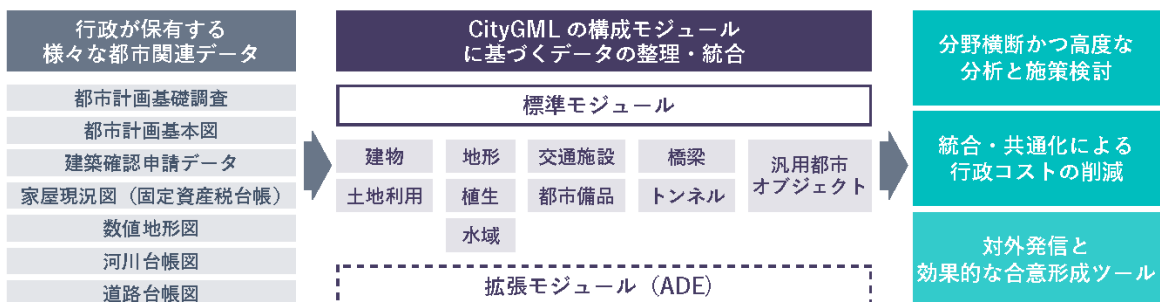 行政が保有する
様々な都市関連データ
都市計画基礎調査
都市計画基本図
建築確認申請データ
家屋現況図（固定資産税台帳）
数値地形図
河川台帳図
道路台帳図
CityGMLの構成モジュール
に基づくデータの整理・統合
標準モジュール
建物
地形
交通施設
橋梁
汎用都市
オブジェクト
土地利用
植生
都市備品
トンネル
水域
拡張モジュール（ADE）
分野横断かつ高度な
分析と施策検討
統合・共通化による
行政コストの削減
対外発信と
効果的な合意形成ツール